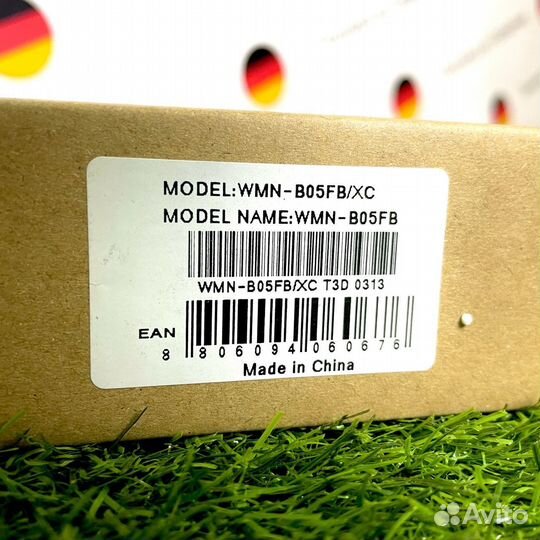 MODEL:WMN-B05FB/XC
MODEL NAME:WMN-B05FB
WMN-B05FB/XC T3D 0313
EAN
8 806094 060676
Made in China
Avito